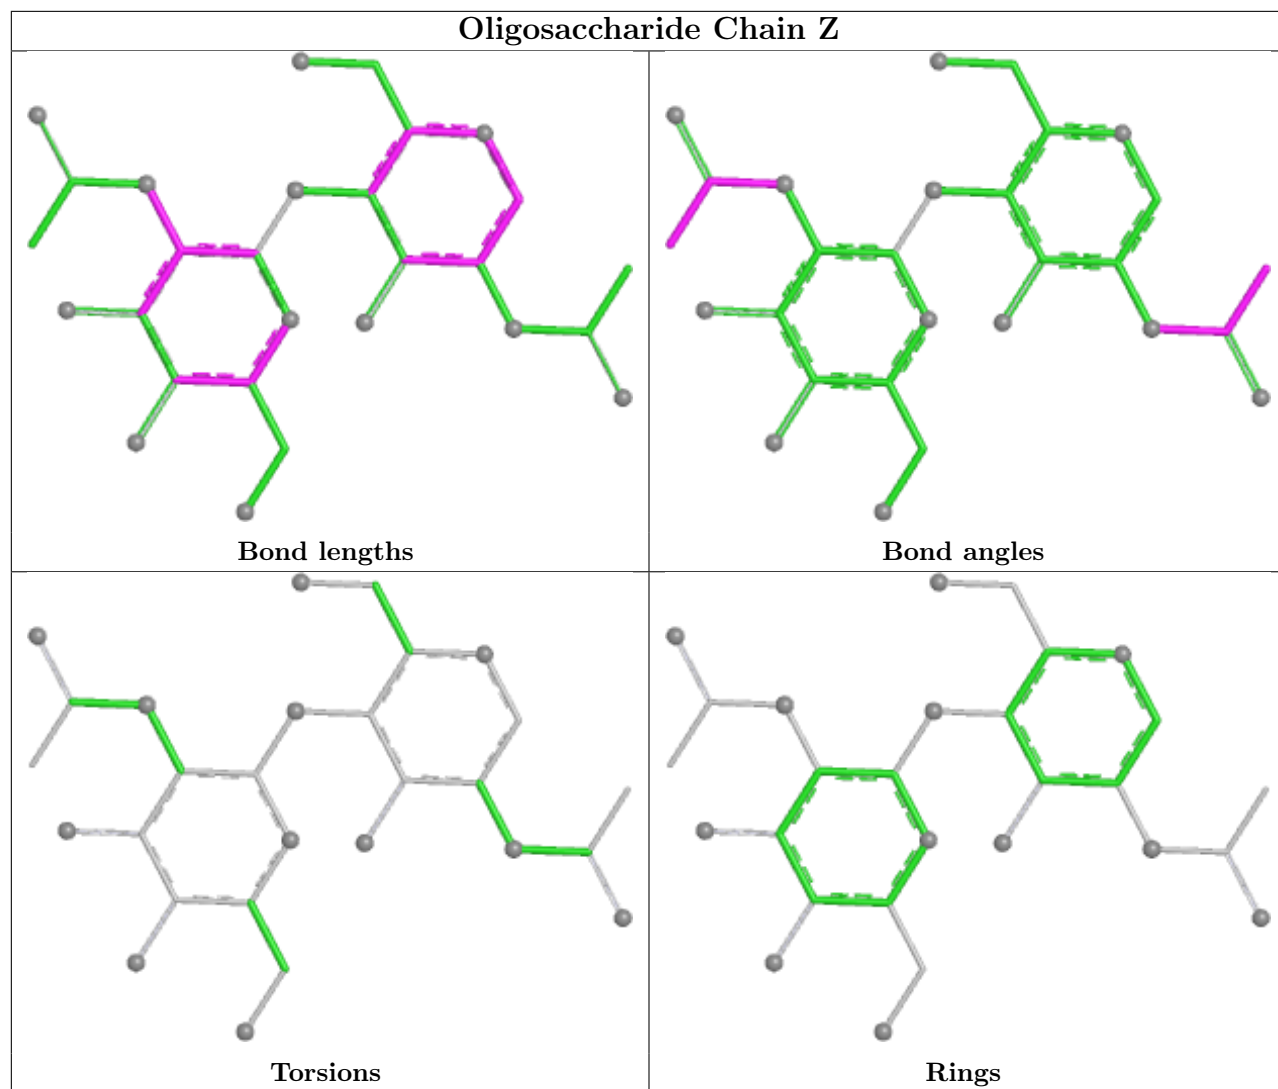 Oligosaccharide Chain Z
Bond lengths
Bond angles
Torsions
Rings